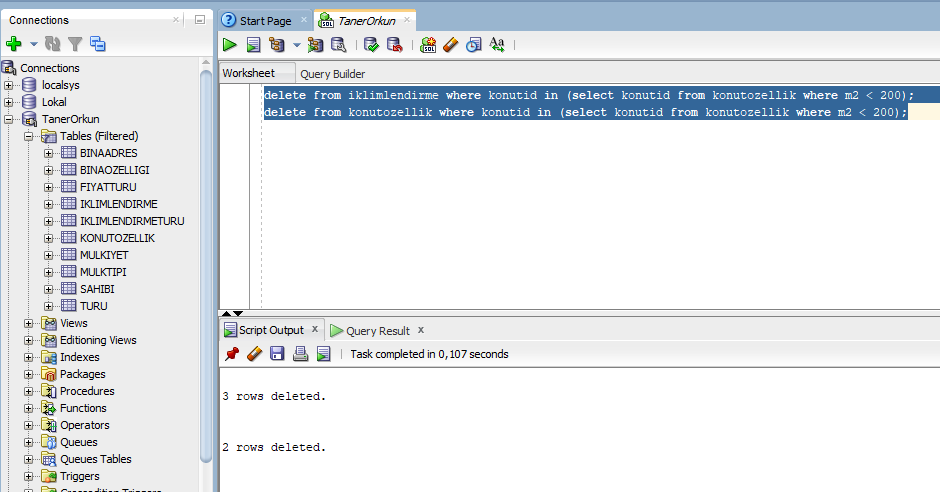 Connections
Start Page
TanerOrkun
Connections
localsys
Lokal
TanerOrkun
Tables (Filtered)
BINAADRES
BINAOZELLIGI
FIYATTURU
IKLIMLENDIRME
IKLIMLENDIRMETURU
KONUTOZELLIK
MULKIYET
MULKTIPI
SAHIBI
TURU
Views
Editioning Views
Indexes
Packages
Procedures
Functions
Operators
Queues
Queues Tables
Triggers
Crossedition Triggers
Worksheet
Query Builder
delete from iklimlendirme where konutid in (select konutid from konutozellik where m2 < 200);
delete from konutozellik where konutid in (select konutid from konutozellik where m2 < 200);
Script Output x
Query Result x
Task completed in 0,107 seconds
3 rows deleted.
2 rows deleted.